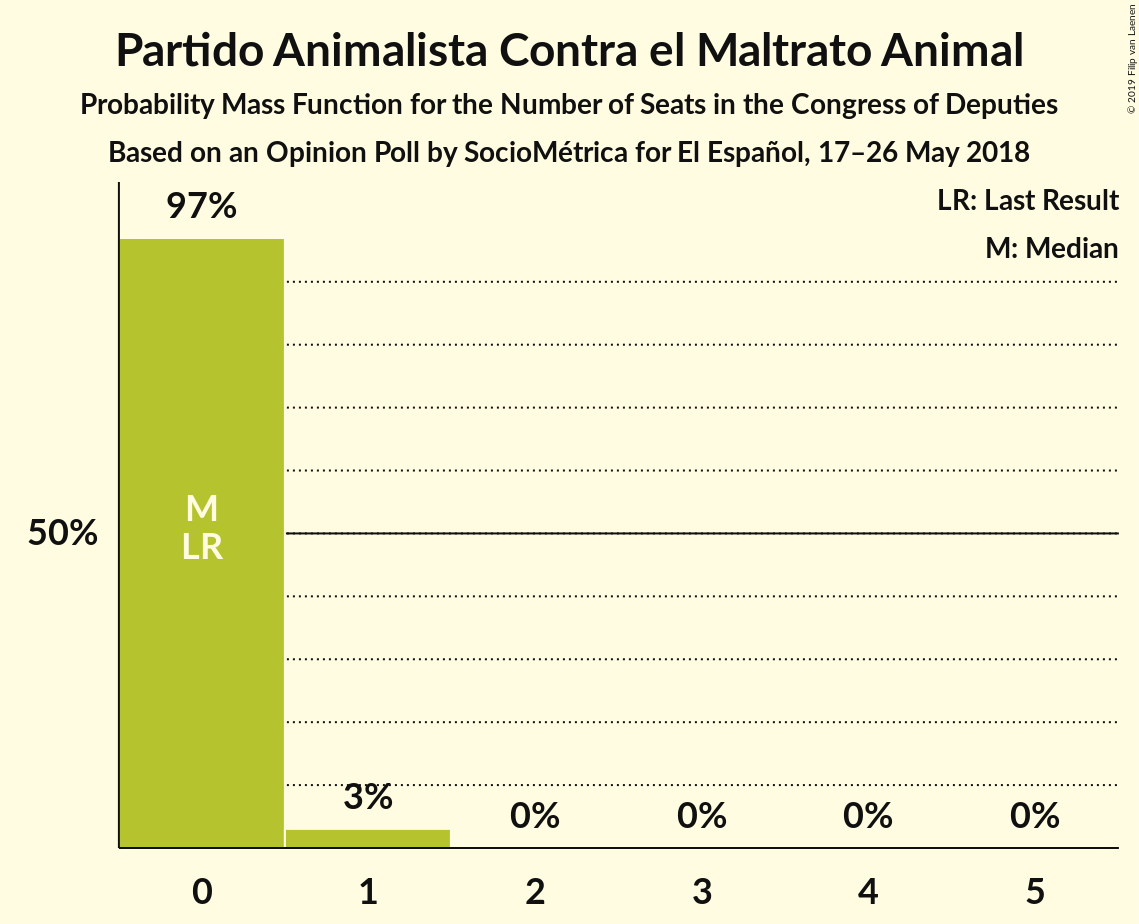 Partido Animalista Contra el Maltrato Animal
Probability Mass Function for the Number of Seats in the Congress of Deputies
Based on an Opinion Poll by SocioMétrica for El Español, 17–26 May 2018
© 2019 Filip van Laenen
LR: Last Result
M: Median
97%
M
LR
50%
3%
0%
0%
0%
0%
0
1
2
3
4
5